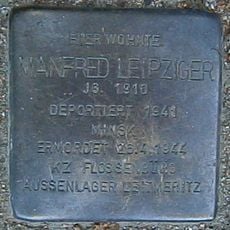 HIER WOHNTE
MANFRED LEIPZIGER
JG. 1910
DEPORTIERT 1941
MINSK
ERMORDET 25.4.1944
KZ FLOSSENBÜRG
AUSSENLAGER LEITMERITZ